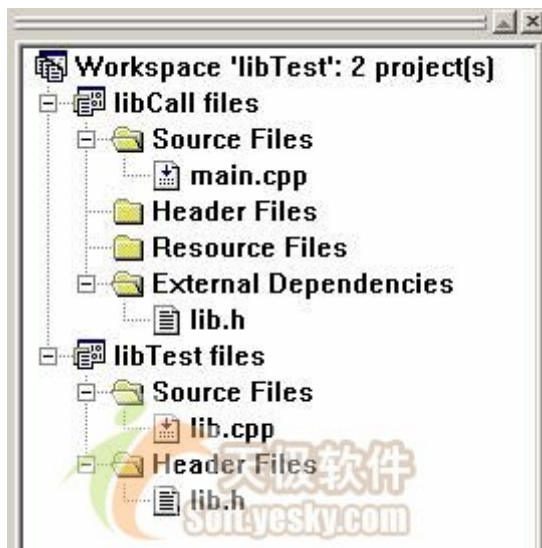 Workspace 'libTest': 2 project(s)
libCall files
Source Files
main.cpp
Header Files
Resource Files
External Dependencies
lib.h
libTest files
Source Files
lib.cpp
Header Files
lib.h
天极软件
Soft.yesky.com